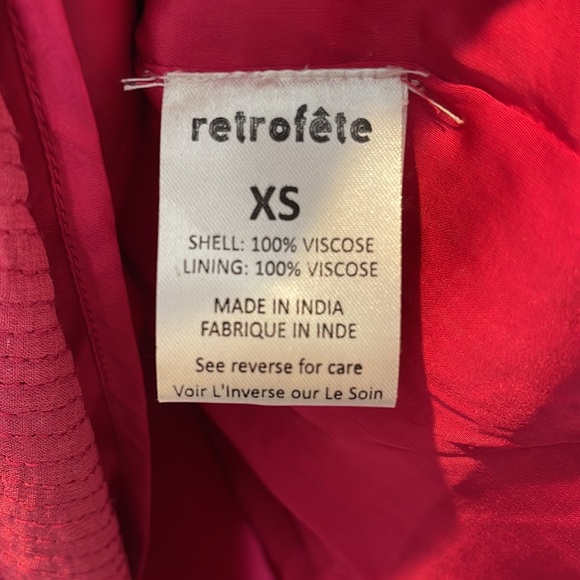 retrofête
XS
SHELL: 100% VISCOSE
LINING: 100% VISCOSE
MADE IN INDIA
FABRIQUE IN INDE
See reverse for care
Voir L'Inverse our Le Soin